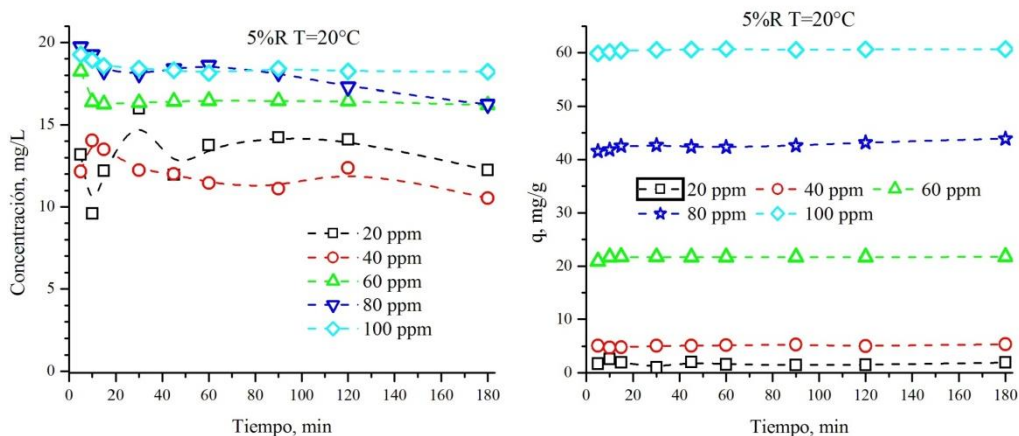 5%R T=20°C
Concentración, mg/L
20
15
10
5
0
0 20 40 60 80 100 120 140 160 180
Tiempo, min
20 ppm
40 ppm
60 ppm
80 ppm
100 ppm
5%R T=20°C
q, mg/g
60
50
40
30
20
10
0
0 20 40 60 80 100 120 140 160 180
Tiempo, min
20 ppm 40 ppm 60 ppm
80 ppm 100 ppm